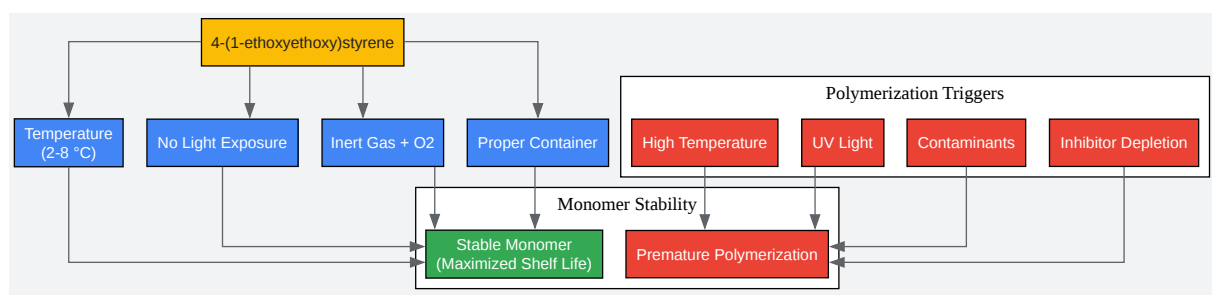 4-(1-ethoxyethoxy)styrene
Polymerization Triggers
Temperature
(2-8 °C)
No Light Exposure
Inert Gas + O2
Proper Container
High Temperature
UV Light
Contaminants
Inhibitor Depletion
Monomer Stability
Stable Monomer
(Maximized Shelf Life)
Premature Polymerization